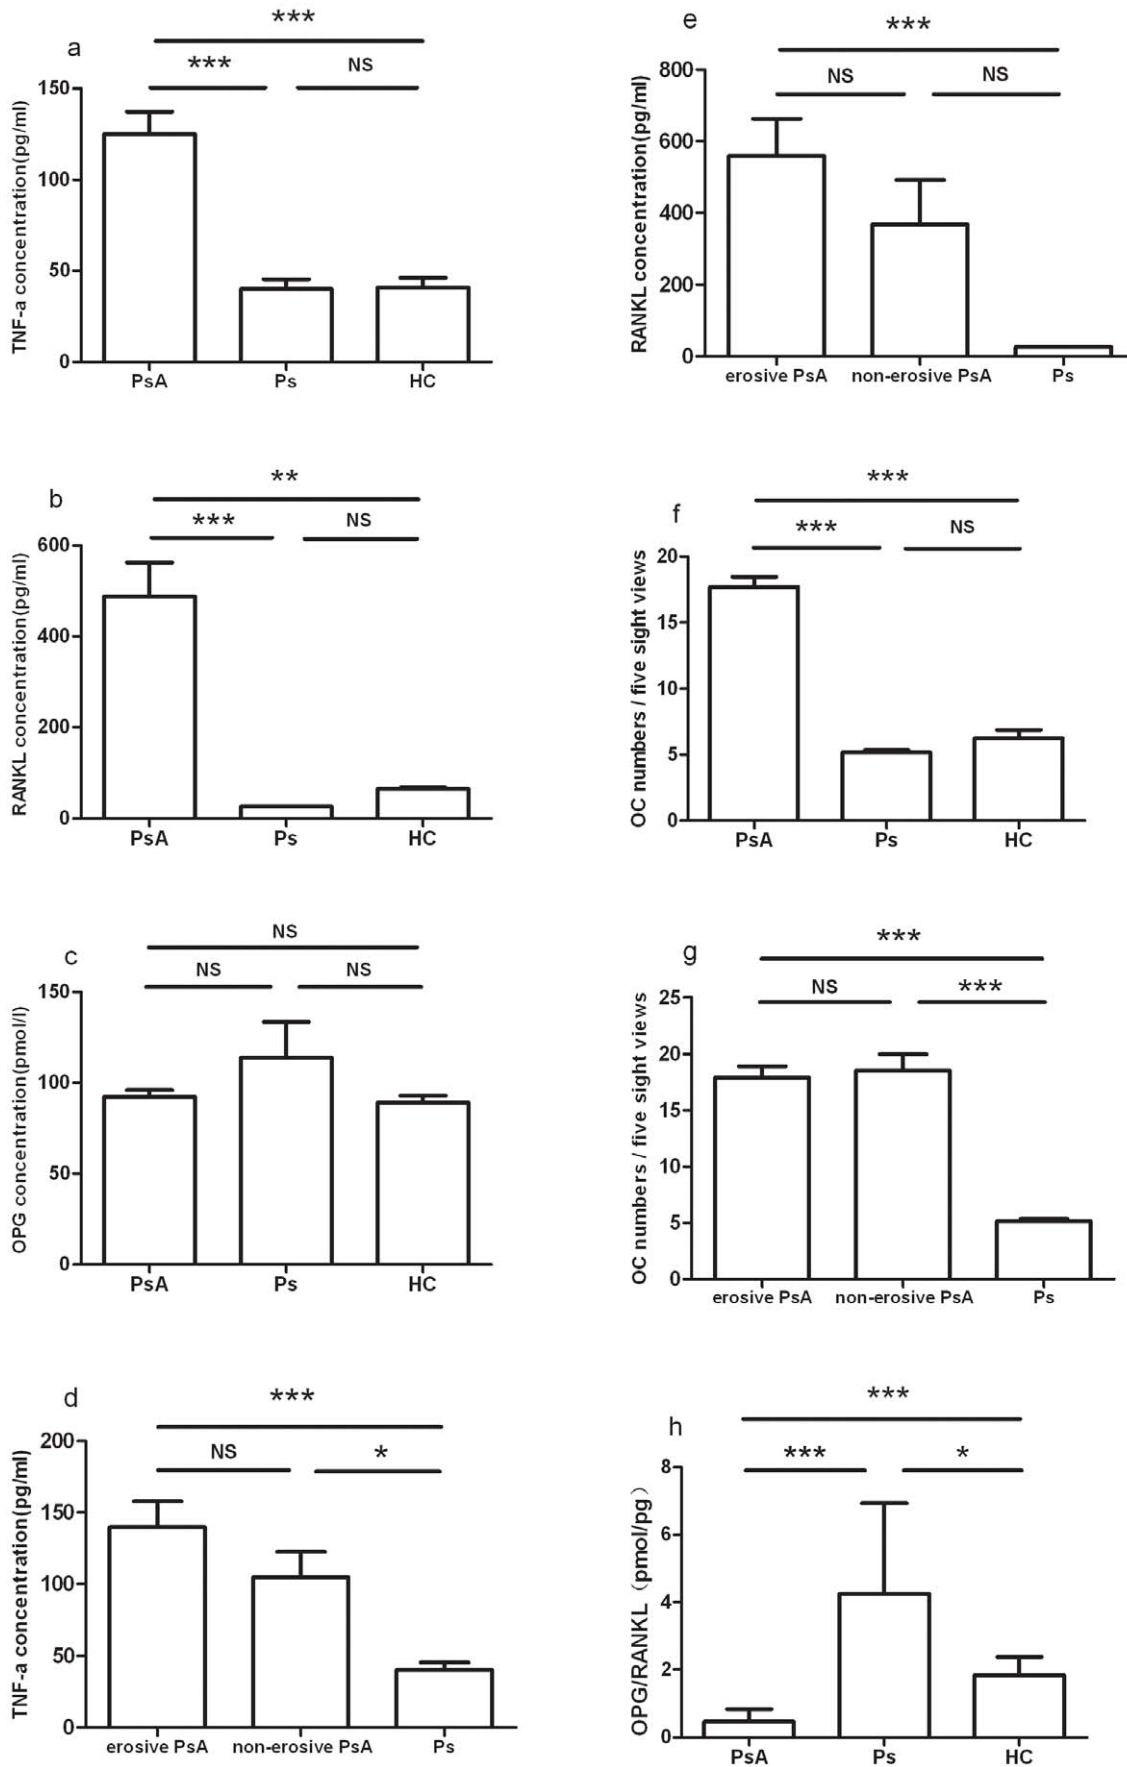 a
***
***
NS
TNF-a concentration(pg/ml)
150
100
50
0
PsA Ps HC
b
**
***
NS
RANKL concentration(pg/ml)
600
400
200
0
PsA Ps HC
c
NS
NS NS
OPG concentration(pmol/l)
150
100
50
0
PsA Ps HC
d
***
NS *
TNF-a concentration(pg/ml)
200
150
100
50
0
erosive PsA non-erosive PsA Ps
e
***
NS NS
RANKL concentration(pg/ml)
800
600
400
200
0
erosive PsA non-erosive PsA Ps
f
***
*** NS
OC numbers / five sight views
20
15
10
5
0
PsA Ps HC
g
***
NS ***
OC numbers / five sight views
25
20
15
10
5
0
erosive PsA non-erosive PsA Ps
h
***
*** *
OPG/RANKL（pmol/pg）
8
6
4
2
0
PsA Ps HC